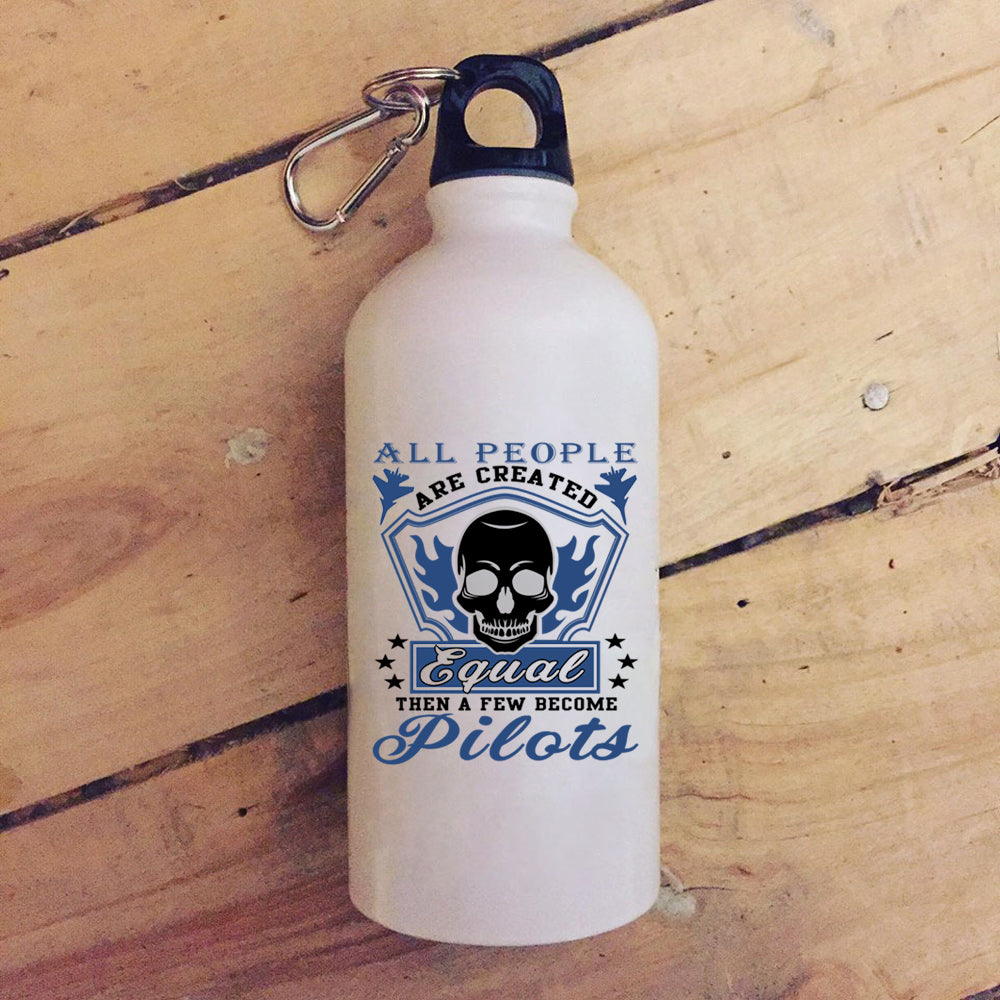 ALL PEOPLE
ARE CREATED
Equal
THEN A FEW BECOME
Pilots